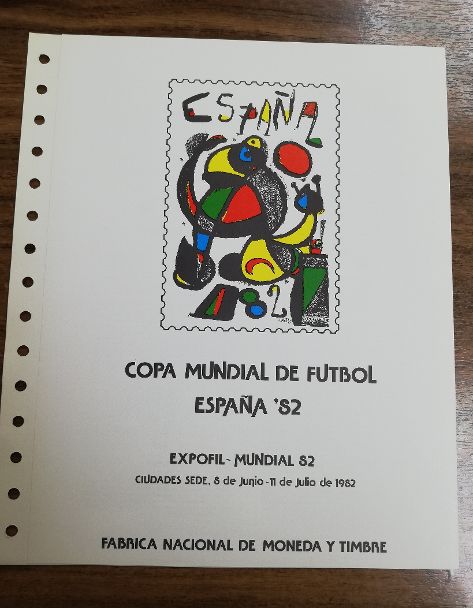 ESPAÑA
82
COPA MUNDIAL DE FUTBOL
ESPAÑA '82
EXPOFIL- MUNDIAL 82
CIUDADES SEDE, 8 de Junio - 11 de Julio de 1982
FABRICA NACIONAL DE MONEDA Y TIMBRE